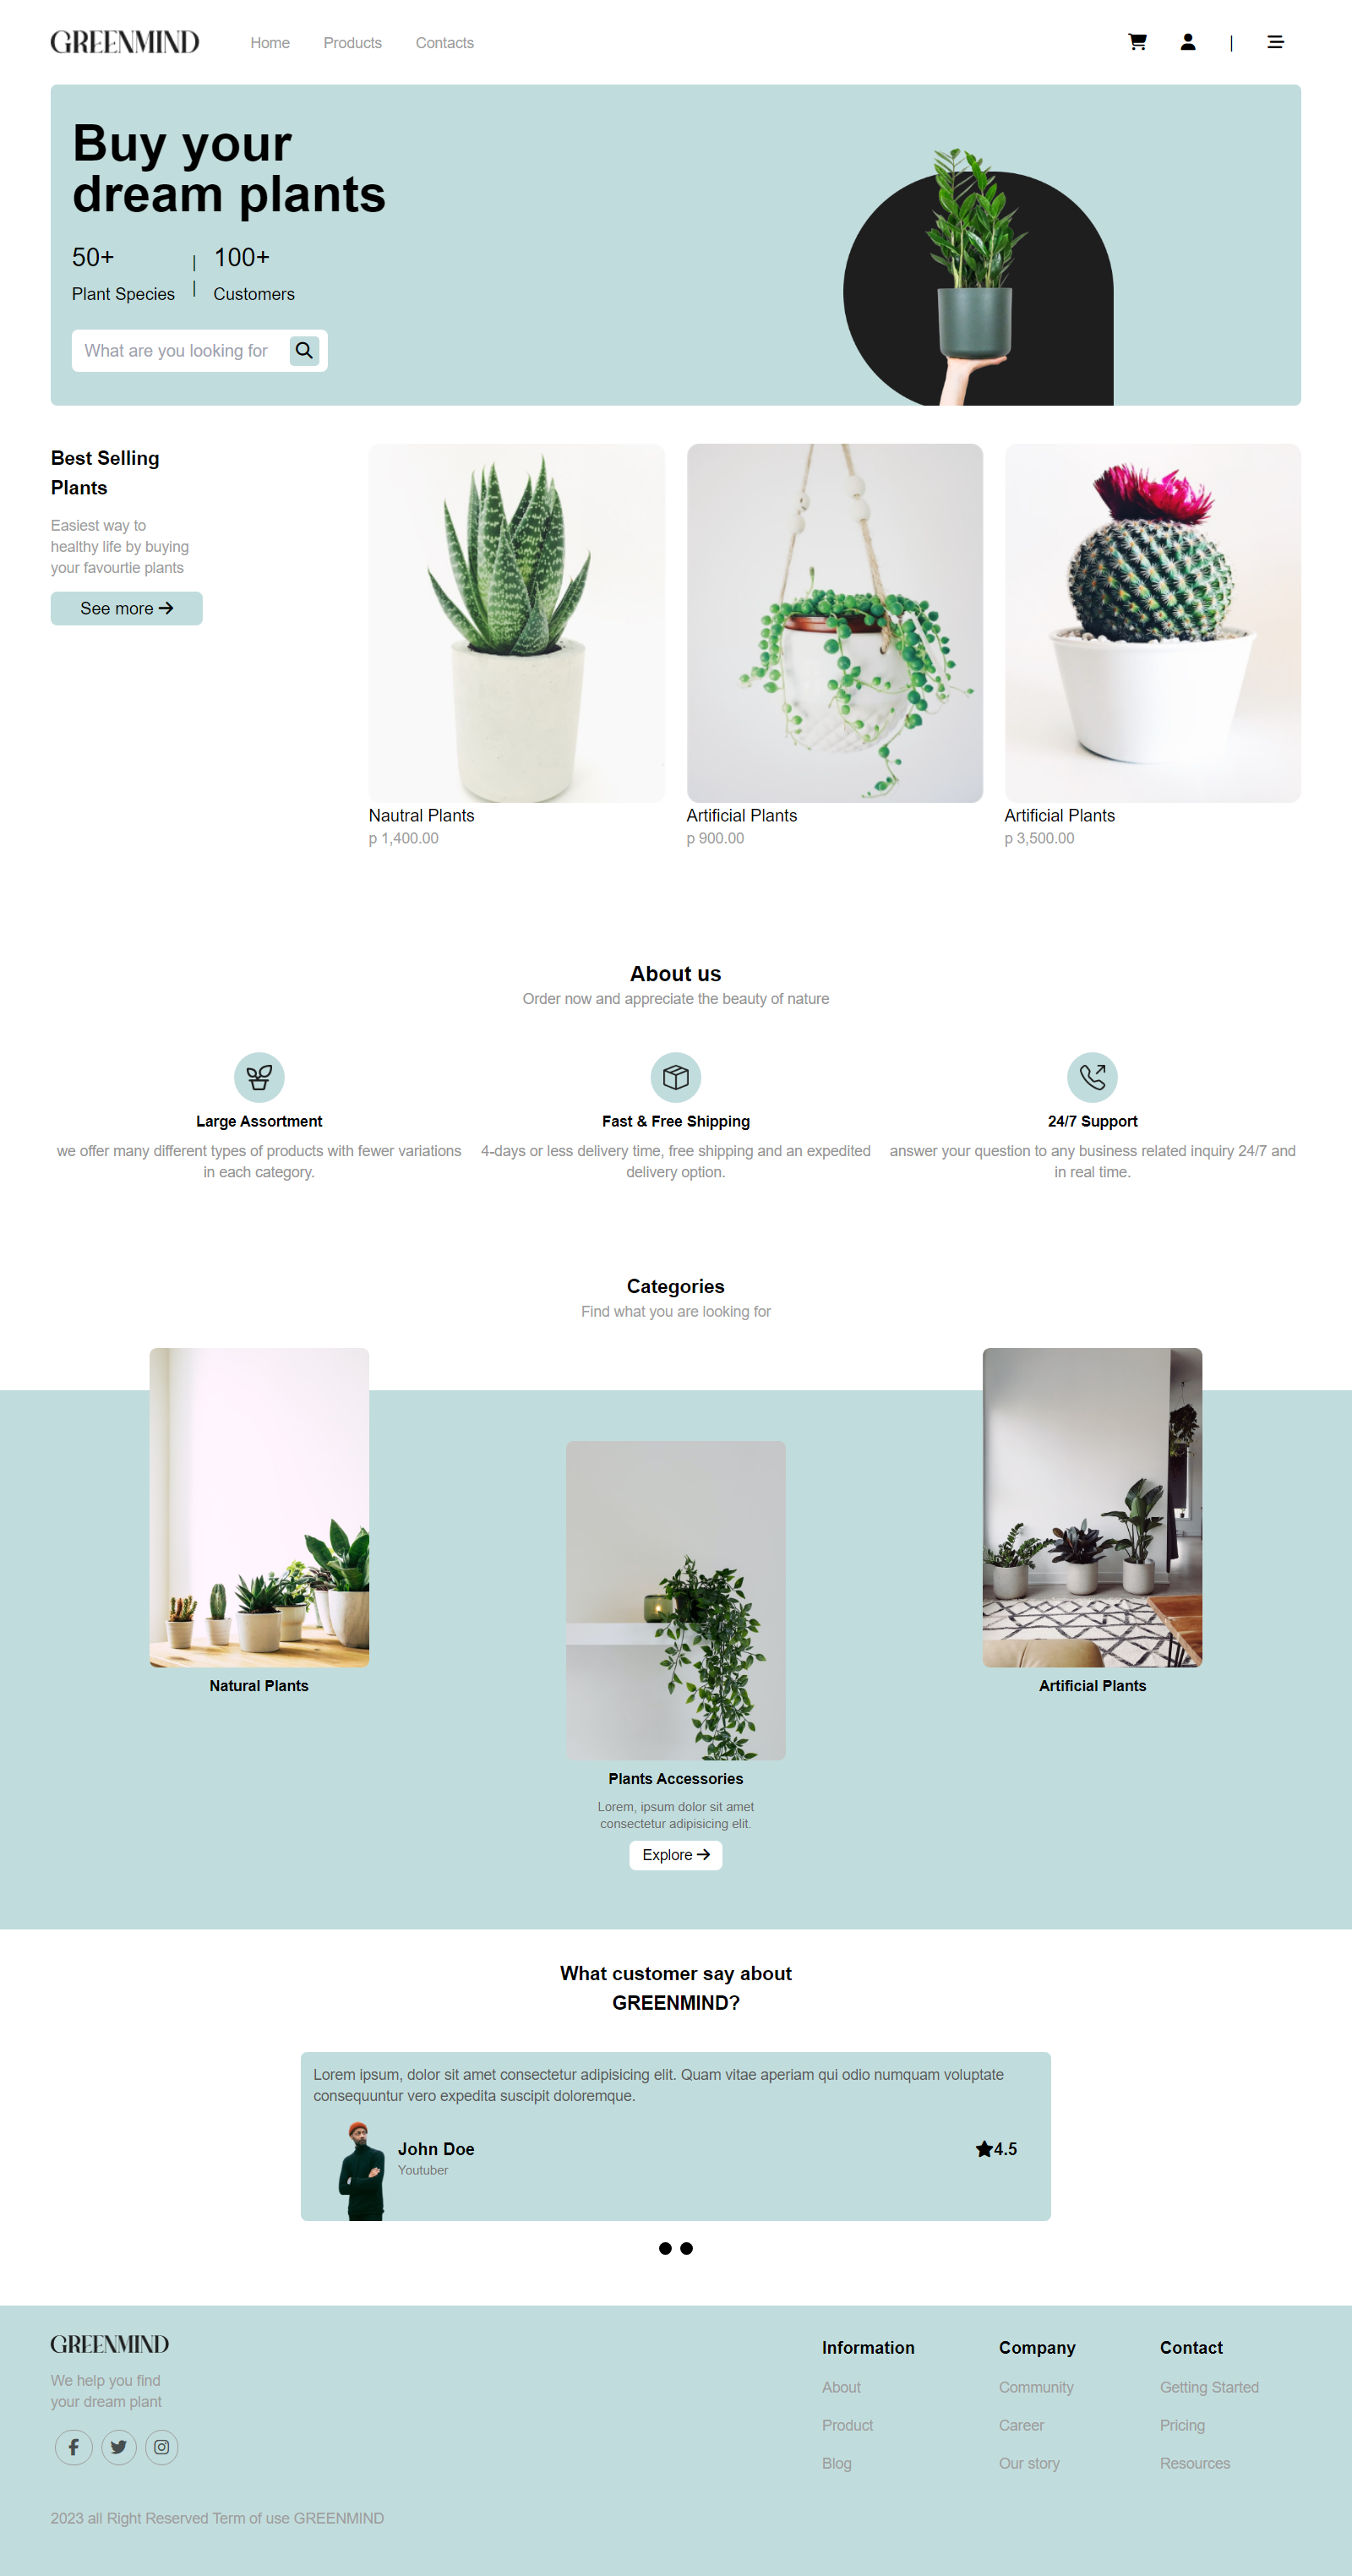 GREENMIND
Home
Products
Contacts
|
Buy your
dream plants
50+
Plant Species
100+
Customers
What are you looking for
Best Selling
Plants
Easiest way to
healthy life by buying
your favourtie plants
See more
Nautral Plants
p 1,400.00
Artificial Plants
p 900.00
Artificial Plants
p 3,500.00
About us
Order now and appreciate the beauty of nature
Large Assortment
we offer many different types of products with fewer variations
in each category.
Fast & Free Shipping
4-days or less delivery time, free shipping and an expedited
delivery option.
24/7 Support
answer your question to any business related inquiry 24/7 and
in real time.
Categories
Find what you are looking for
Natural Plants
Plants Accessories
Lorem, ipsum dolor sit amet
consectetur adipisicing elit.
Explore
Artificial Plants
What customer say about
GREENMIND?
Lorem ipsum, dolor sit amet consectetur adipisicing elit. Quam vitae aperiam qui odio numquam voluptate
consequuntur vero expedita suscipit doloremque.
John Doe
Youtuber
4.5
GREENMIND
We help you find
your dream plant
Information
About
Product
Blog
Company
Community
Career
Our story
Contact
Getting Started
Pricing
Resources
2023 all Right Reserved Term of use GREENMIND